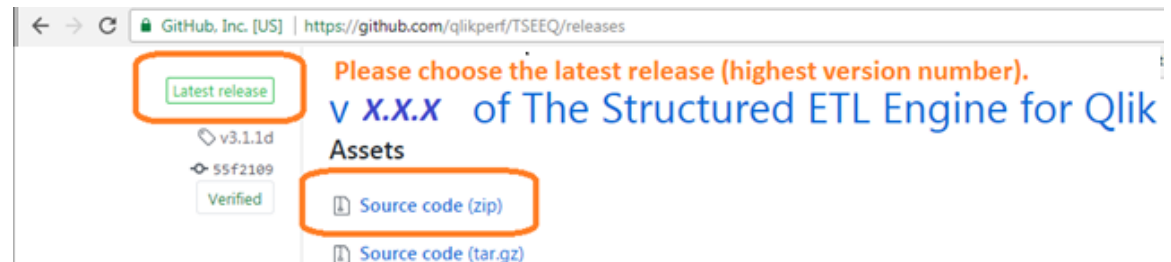 GitHub, Inc. [US] | https://github.com/qlikperf/TSEEQ/releases
Latest release
Please choose the latest release (highest version number).
v x.x.x of The Structured ETL Engine for Qlik
v3.1.1d
Assets
55f2109
Verified
Source code (zip)
Source code (tar.gz)